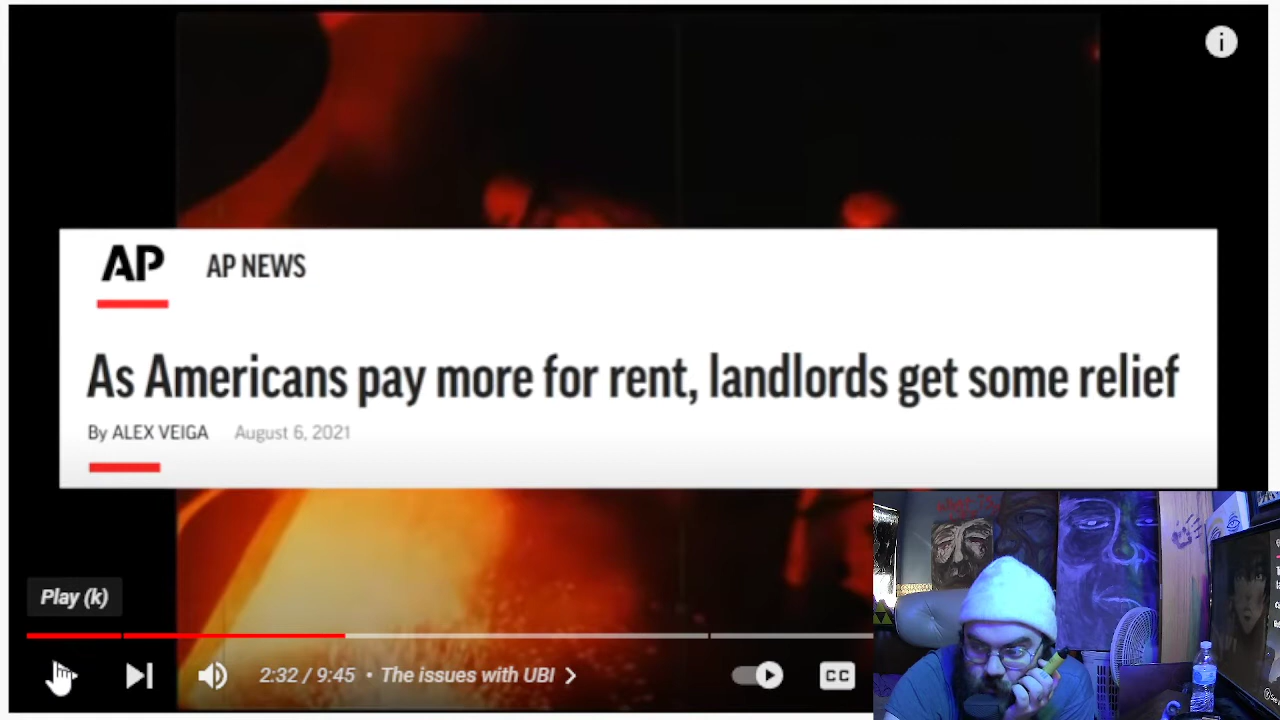 AP AP NEWS
As Americans pay more for rent, landlords get some relief
By ALEX VEIGA August 6, 2021
Play (k)
2:32 / 9:45 • The issues with UBI
CC